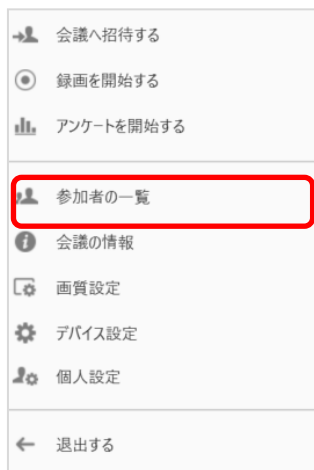 会議へ招待する
録画を開始する
アンケートを開始する
参加者の一覧
会議の情報
画質設定
デバイス設定
個人設定
退出する